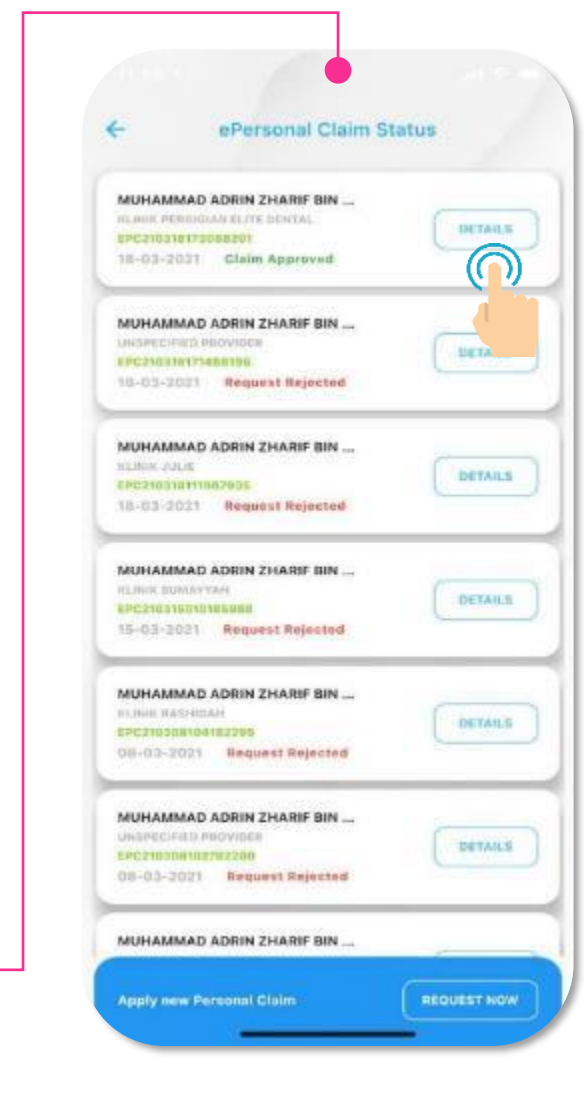 ePersonal Claim Status
MUHAMMAD ADRIN ZHARIF BIN ...
KLINIK PERGIGIAN ELITE DENTAL
DETAILS
18-03-2021 Claim Approved
MUHAMMAD ADRIN ZHARIF BIN ...
UNSPECIFIED PROVIDER
18-03-2021 Request Rejected
MUHAMMAD ADRIN ZHARIF BIN ...
KLINIK JULIE
DETAILS
18-03-2021 Request Rejected
MUHAMMAD ADRIN ZHARIF BIN ...
KLINIK SUMAYYAH
DETAILS
15-03-2021 Request Rejected
MUHAMMAD ADRIN ZHARIF BIN ...
KLINIK RASHIDAH
DETAILS
08-03-2021 Request Rejected
MUHAMMAD ADRIN ZHARIF BIN ...
UNSPECIFIED PROVIDER
DETAILS
08-03-2021 Request Rejected
MUHAMMAD ADRIN ZHARIF BIN ...
Apply new Personal Claim
REQUEST NOW